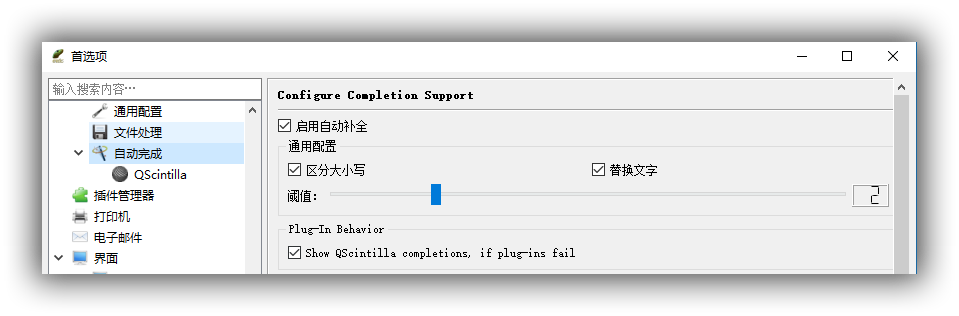 首选项
输入搜索内容…
通用配置
文件处理
自动完成
QScintilla
插件管理器
打印机
电子邮件
界面
Configure Completion Support
启用自动补全
通用配置
区分大小写 替换文字
阈值： 2
Plug-In Behavior
Show QScintilla completions, if plug-ins fail